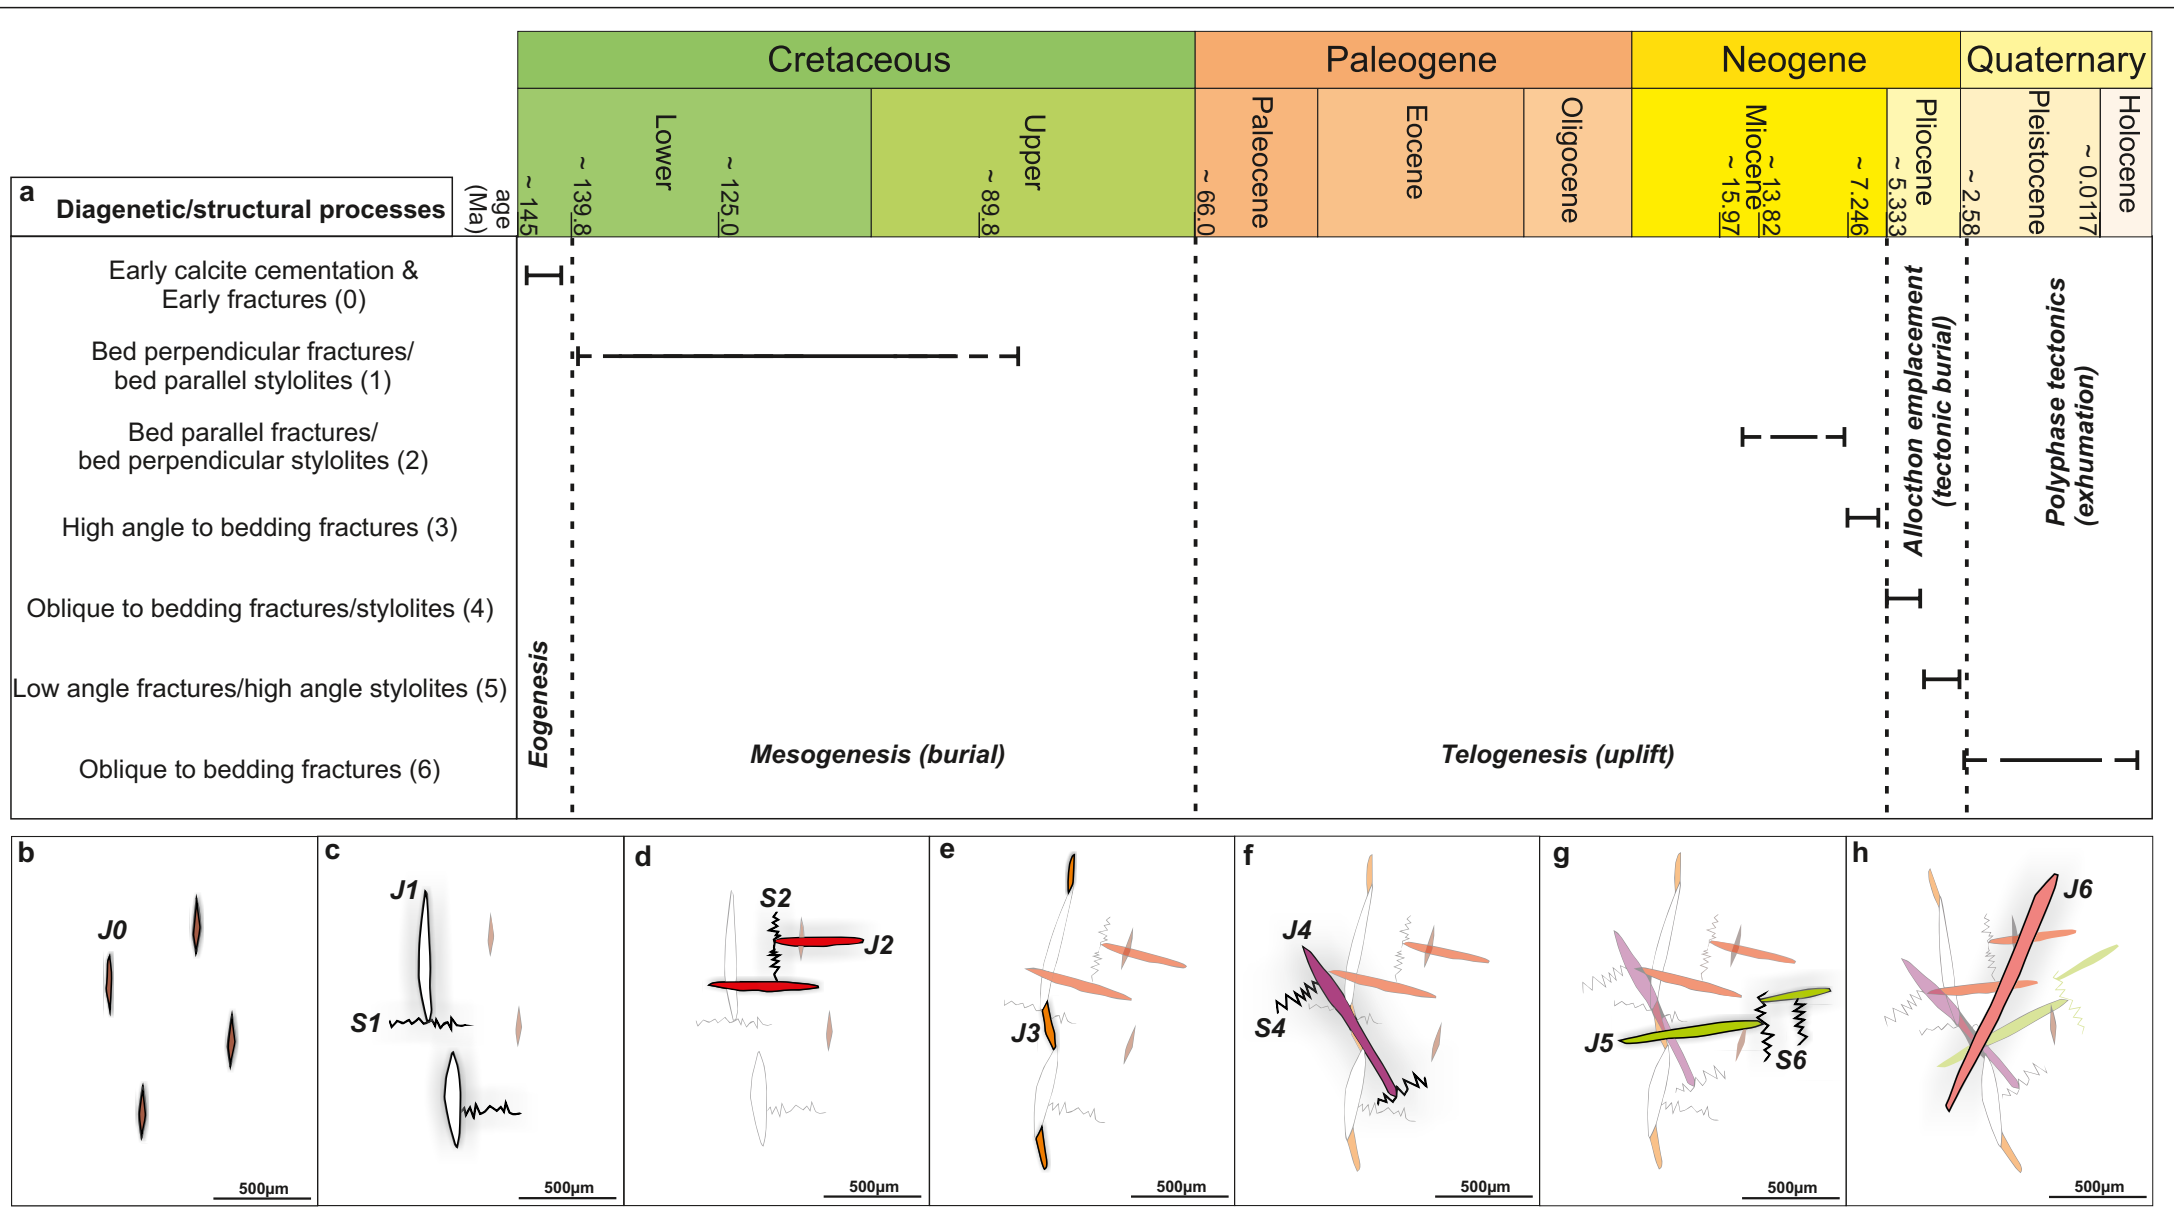 Cretaceous
Paleogene
Neogene
Quaternary
Lower
Upper
Paleocene
Eocene
Oligocene
Miocene
Pliocene
Pleistocene
Holocene
a
Diagenetic/structural processes
age
(Ma)
~ 145
~ 139.8
~ 125.0
~ 89.8
~ 66.0
~ 15.97
~ 13.82
~ 7.246
~ 5.333
~ 2.58
~ 0.0117
Early calcite cementation &
Early fractures (0)
Bed perpendicular fractures/
bed parallel stylolites (1)
Bed parallel fractures/
bed perpendicular stylolites (2)
High angle to bedding fractures (3)
Oblique to bedding fractures/stylolites (4)
Low angle fractures/high angle stylolites (5)
Oblique to bedding fractures (6)
Eogenesis
Mesogenesis (burial)
Telogenesis (uplift)
Allocthon emplacement
(tectonic burial)
Polyphase tectonics
(exhumation)
b
J0
500µm
c
J1
S1
500µm
d
S2
J2
500µm
e
J3
500µm
f
J4
S4
500µm
g
J5
S6
500µm
h
J6
500µm